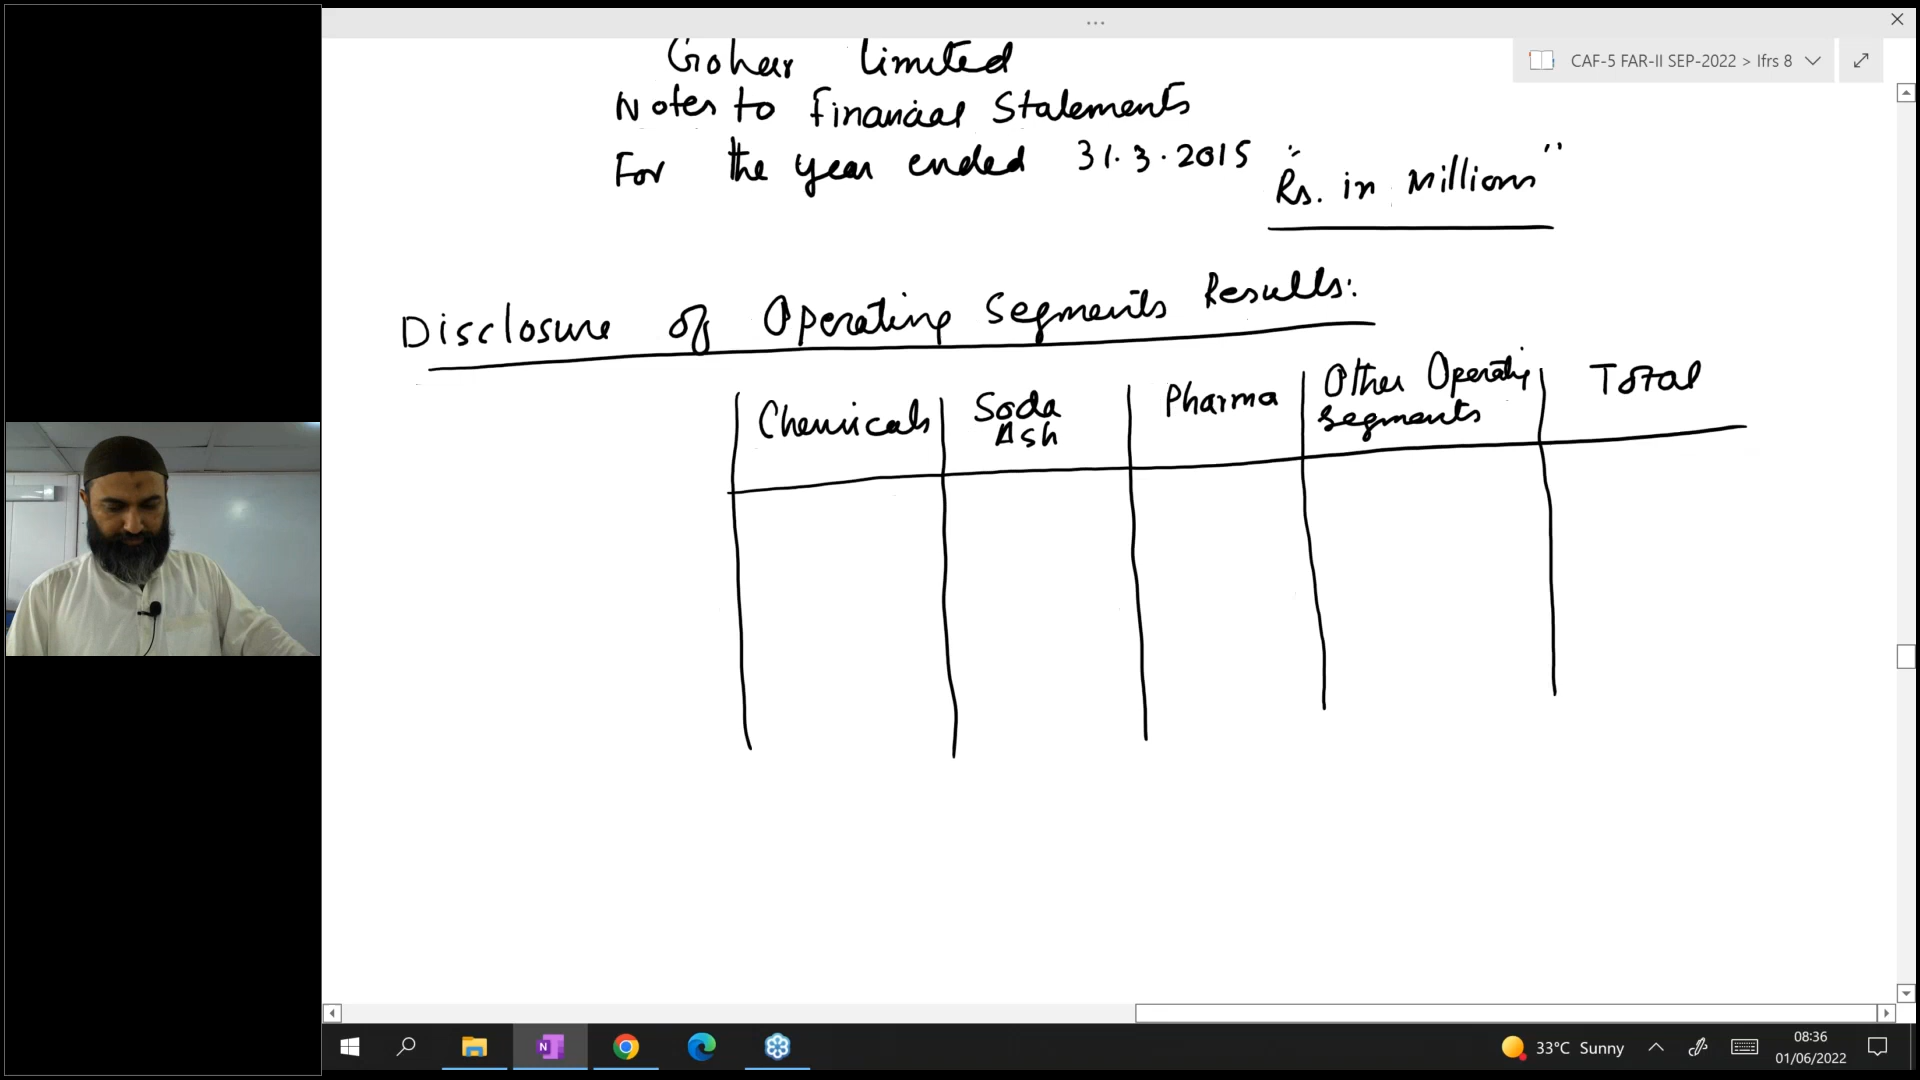 CAF-5 FAR-II SEP-2022 > Ifrs 8
Gohar Limited
Notes to Financial Statements
For the year ended 31.3.2015
"Rs. in Millions"
Disclosure of Operating Segments Results:
Chemicals
Soda
Ash
Pharma
Other Operating
Segments
Total
33°C Sunny
08:36
01/06/2022